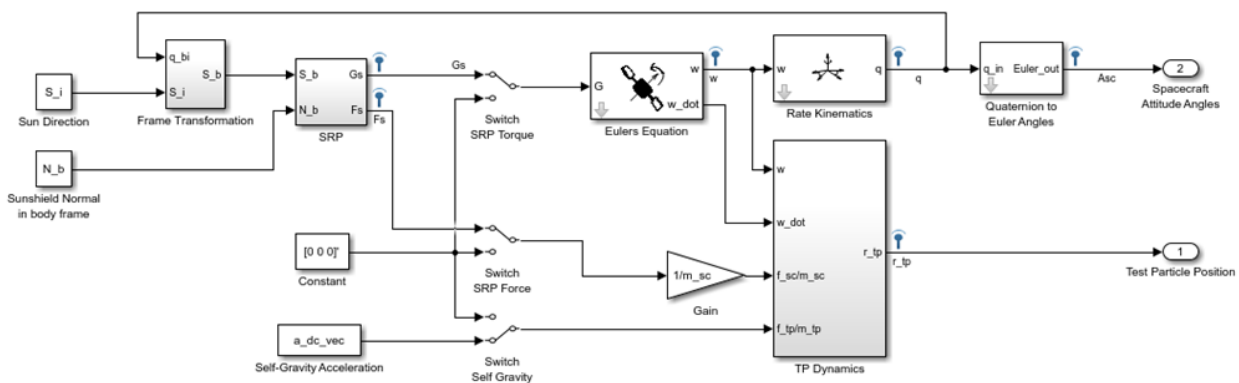 q_bi
S_i
S_b
Frame Transformation
S_i
Sun Direction
N_b
Sunshield Normal
in body frame
S_b
N_b
Gs
Fs
SRP
Gs
Fs
Switch
SRP Torque
G
w
w_dot
Eulers Equation
w
w
q
Rate Kinematics
q
q_in
Euler_out
Quaternion to
Euler Angles
Asc
2
Spacecraft
Attitude Angles
[0 0 0]'
Constant
Switch
SRP Force
1/m_sc
Gain
a_dc_vec
Self-Gravity Acceleration
Switch
Self Gravity
w
w_dot
f_sc/m_sc
f_tp/m_tp
r_tp
TP Dynamics
r_tp
1
Test Particle Position